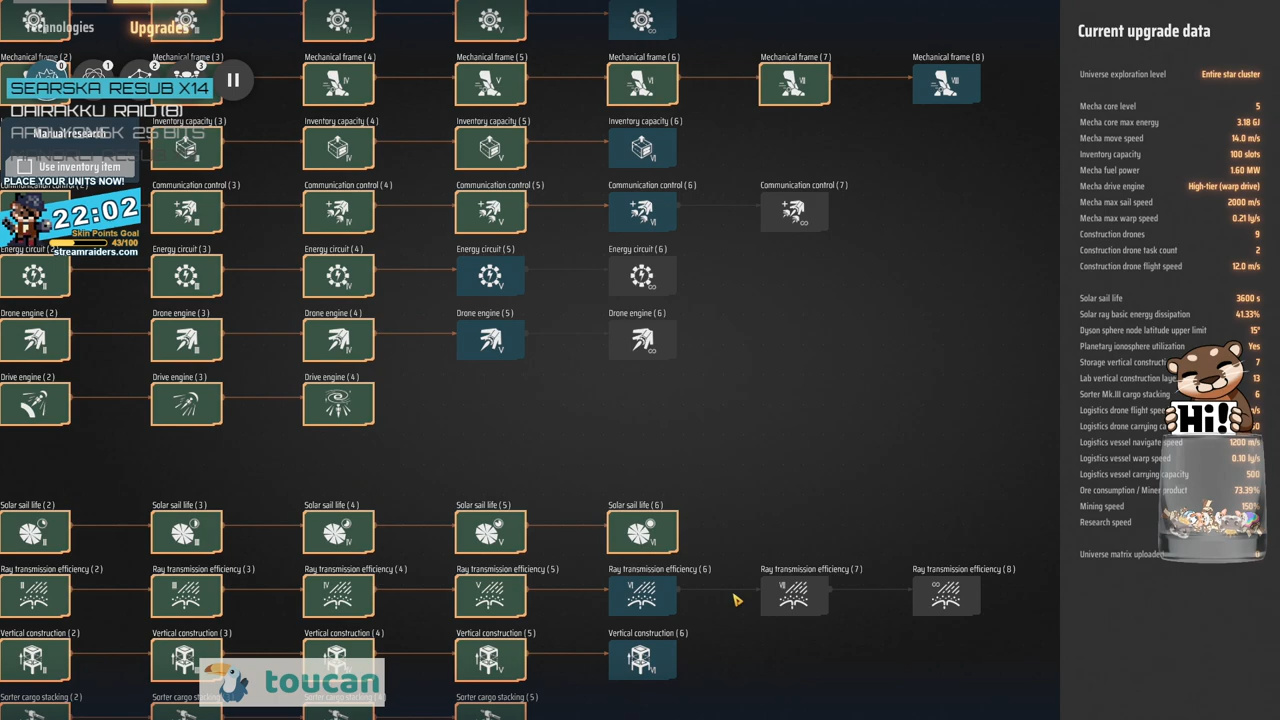 Technologies
Upgrades
Mechanical frame ( 2 )
Mechanical frame ( 3 )
Mechanical frame ( 4 )
Mechanical frame ( 5 )
Mechanical frame ( 6 )
Mechanical frame ( 7 )
Mechanical frame ( 8 )
0
1
2
3
SEARSKA RESUB X14
DAIRAKKU RAID (8)
Manual research
Use inventory item
PLACE YOUR UNITS NOW!
22:02
Skin Points Goal
43/100
streamraiders.com
Inventory capacity ( 3 )
Inventory capacity ( 4 )
Inventory capacity ( 5 )
Inventory capacity ( 6 )
Communication control ( 3 )
Communication control ( 4 )
Communication control ( 5 )
Communication control ( 6 )
Communication control ( 7 )
Energy circuit ( 3 )
Energy circuit ( 4 )
Energy circuit ( 5 )
Energy circuit ( 6 )
Drone engine ( 2 )
Drone engine ( 3 )
Drone engine ( 4 )
Drone engine ( 5 )
Drone engine ( 6 )
Drive engine ( 2 )
Drive engine ( 3 )
Drive engine ( 4 )
Solar sail life ( 2 )
Solar sail life ( 3 )
Solar sail life ( 4 )
Solar sail life ( 5 )
Solar sail life ( 6 )
Ray transmission efficiency ( 2 )
Ray transmission efficiency ( 3 )
Ray transmission efficiency ( 4 )
Ray transmission efficiency ( 5 )
Ray transmission efficiency ( 6 )
Ray transmission efficiency ( 7 )
Ray transmission efficiency ( 8 )
Vertical construction ( 2 )
Vertical construction ( 3 )
Vertical construction ( 4 )
Vertical construction ( 5 )
Vertical construction ( 6 )
toucan
Sorter cargo stacking ( 2 )
Sorter cargo
Sorter cargo stacking ( 5 )
Current upgrade data
Universe exploration level Entire star cluster
Mecha core level 5
Mecha core max energy 3.18 GJ
Mecha move speed 14.0 m/s
Inventory capacity 100 slots
Mecha fuel power 1.60 MW
Mecha drive engine High-tier (warp drive)
Mecha max sail speed 2000 m/s
Mecha max warp speed 0.21 ly/s
Construction drones 9
Construction drone task count 2
Construction drone flight speed 12.0 m/s
Solar sail life 3600 s
Solar ray basic energy dissipation 41.33%
Dyson sphere node latitude upper limit 15°
Planetary ionosphere utilization Yes
Storage vertical constructi 7
Lab vertical construction laye 13
Sorter Mk.III cargo stacking 6
Logistics drone flight spee
Logistics drone carrying ca
Logistics vessel navigate speed 1200 m/s
Logistics vessel warp speed 0.10 ly/s
Logistics vessel carrying capacity 500
Ore consumption / Miner product 73.39%
Mining speed 150%
Research speed
Universe matrix uploaded 0
Hi!